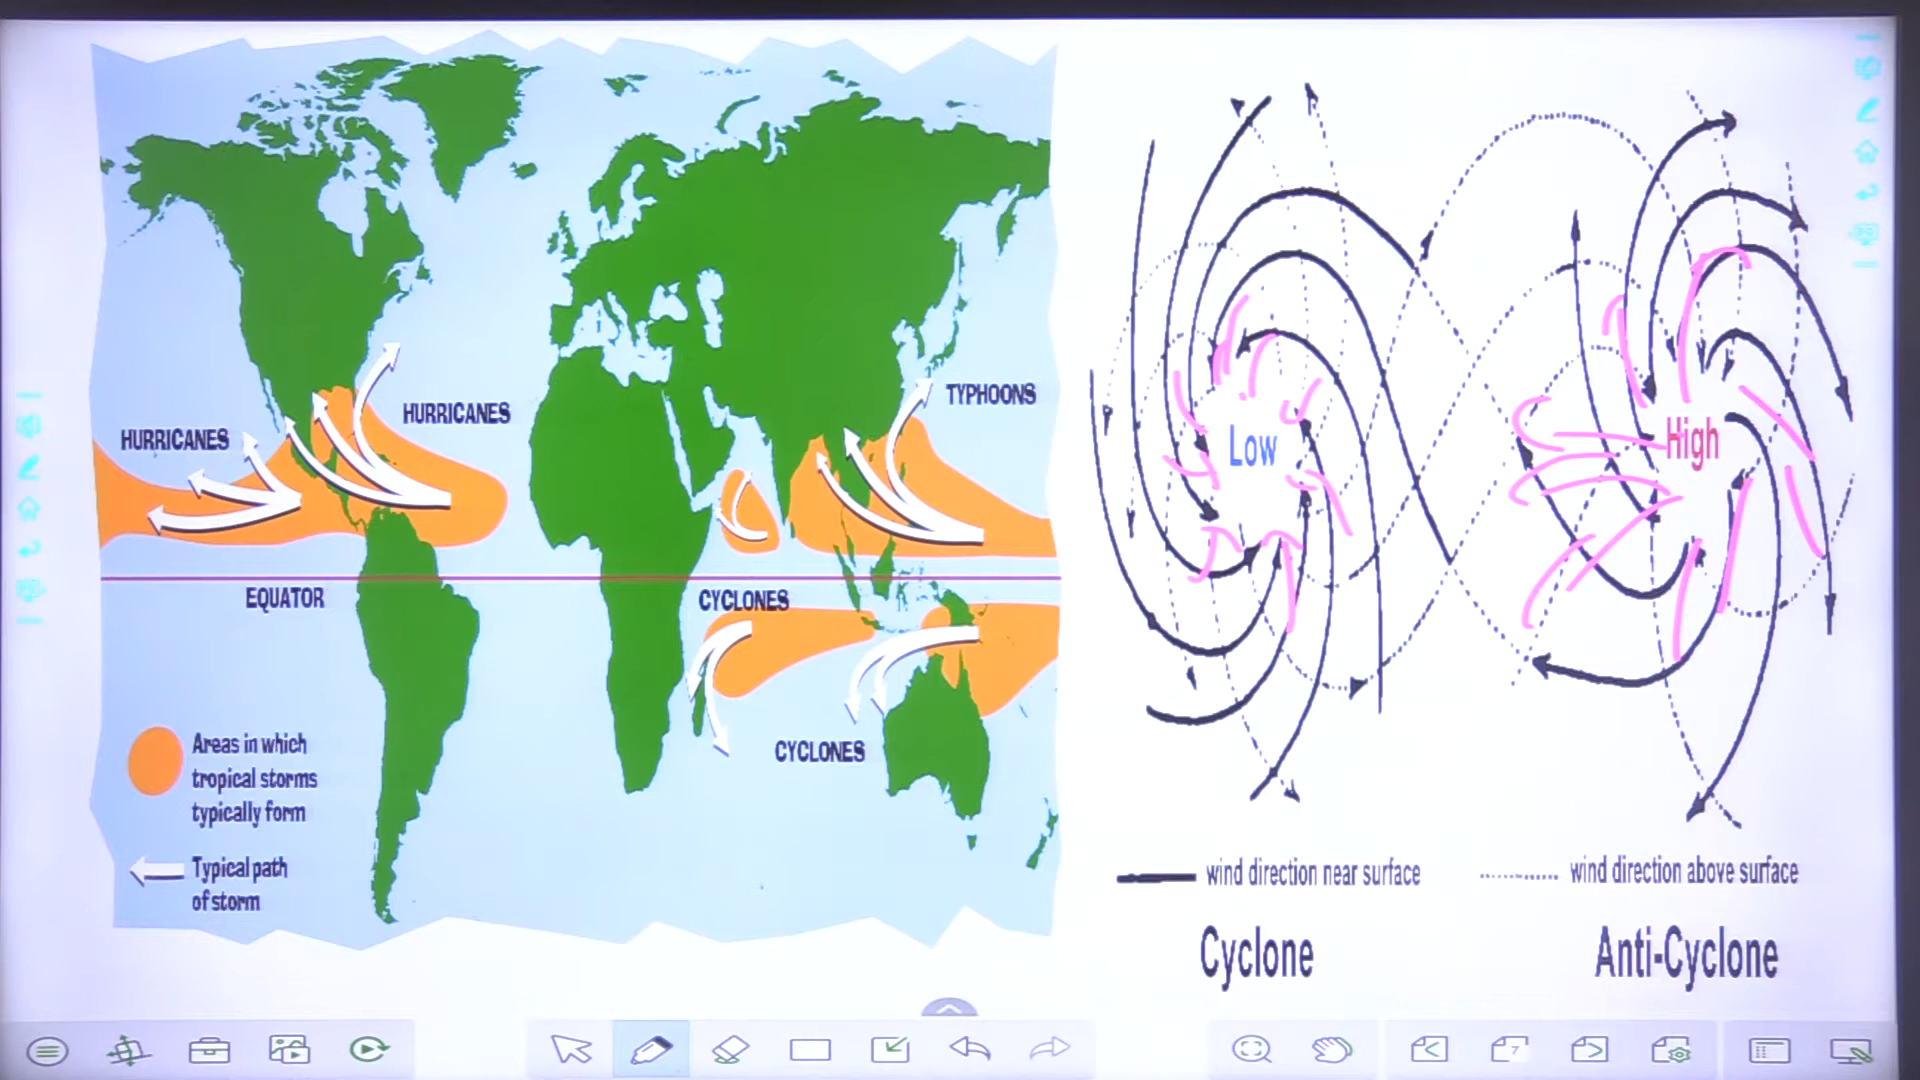 HURRICANES
HURRICANES
TYPHOONS
EQUATOR
CYCLONES
CYCLONES
Areas in which
tropical storms
typically form
Typical path
of storm
Low
High
wind direction near surface
wind direction above surface
Cyclone
Anti-Cyclone
7